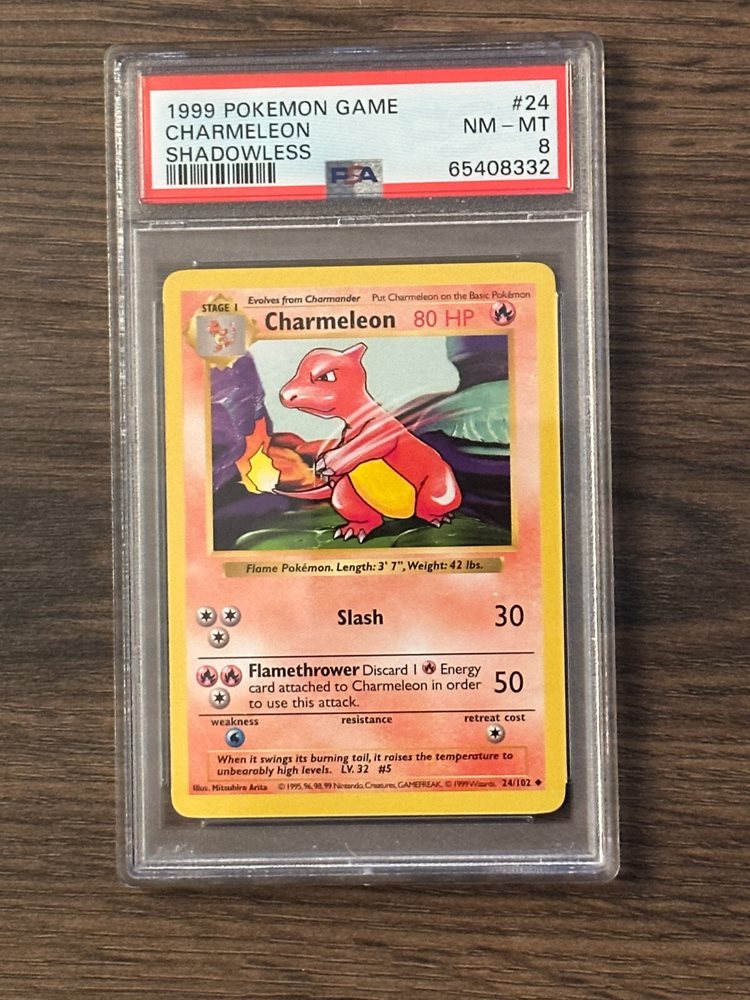 1999 POKEMON GAME #24
CHARMELEON NM - MT
SHADOWLESS 8
PSA 65408332
STAGE 1 Evolves from Charmander Put Charmeleon on the Basic Pokémon
Charmeleon 80 HP
Flame Pokémon. Length: 3' 7", Weight: 42 lbs.
Slash 30
Flamethrower Discard 1 Energy
card attached to Charmeleon in order 50
to use this attack.
weakness resistance retreat cost
When it swings its burning tail, it raises the temperature to
unbearably high levels. LV. 32 #5
Illus. Mitsuhiro Arita © 1995, 96, 98, 99 Nintendo, Creatures, GAMEFREAK. © 1999 Wizards. 24/102